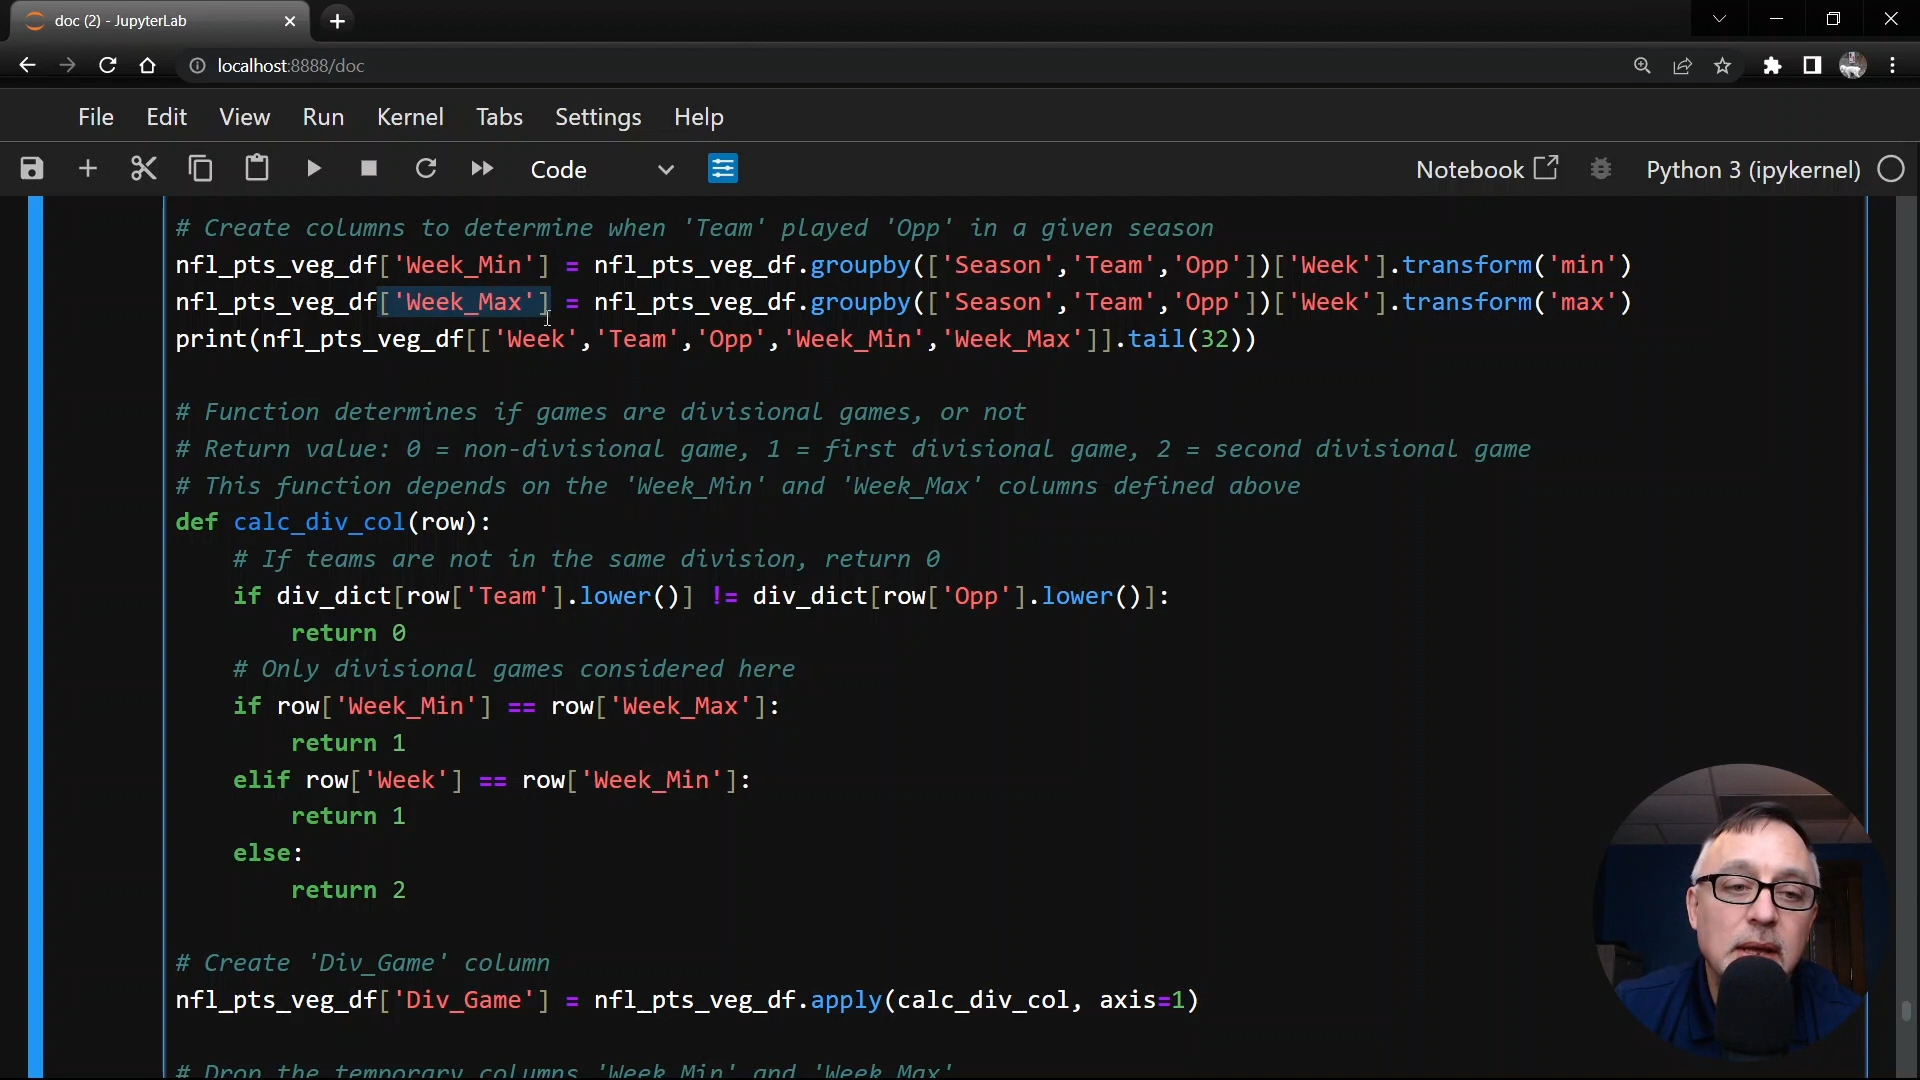 doc (2) - JupyterLab
localhost:8888/doc
File Edit View Run Kernel Tabs Settings Help
Code Notebook Python 3 (ipykernel)
# Create columns to determine when 'Team' played 'Opp' in a given season
nfl_pts_veg_df['Week_Min'] = nfl_pts_veg_df.groupby(['Season','Team','Opp'])['Week'].transform('min')
nfl_pts_veg_df['Week_Max'] = nfl_pts_veg_df.groupby(['Season','Team','Opp'])['Week'].transform('max')
print(nfl_pts_veg_df[['Week','Team','Opp','Week_Min','Week_Max']].tail(32))
# Function determines if games are divisional games, or not
# Return value: 0 = non-divisional game, 1 = first divisional game, 2 = second divisional game
# This function depends on the 'Week_Min' and 'Week_Max' columns defined above
def calc_div_col(row):
# If teams are not in the same division, return 0
if div_dict[row['Team'].lower()] != div_dict[row['Opp'].lower()]:
return 0
# Only divisional games considered here
if row['Week_Min'] == row['Week_Max']:
return 1
elif row['Week'] == row['Week_Min']:
return 1
else:
return 2
# Create 'Div_Game' column
nfl_pts_veg_df['Div_Game'] = nfl_pts_veg_df.apply(calc_div_col, axis=1)
# Drop the temporary columns 'Week_Min' and 'Week_Max'